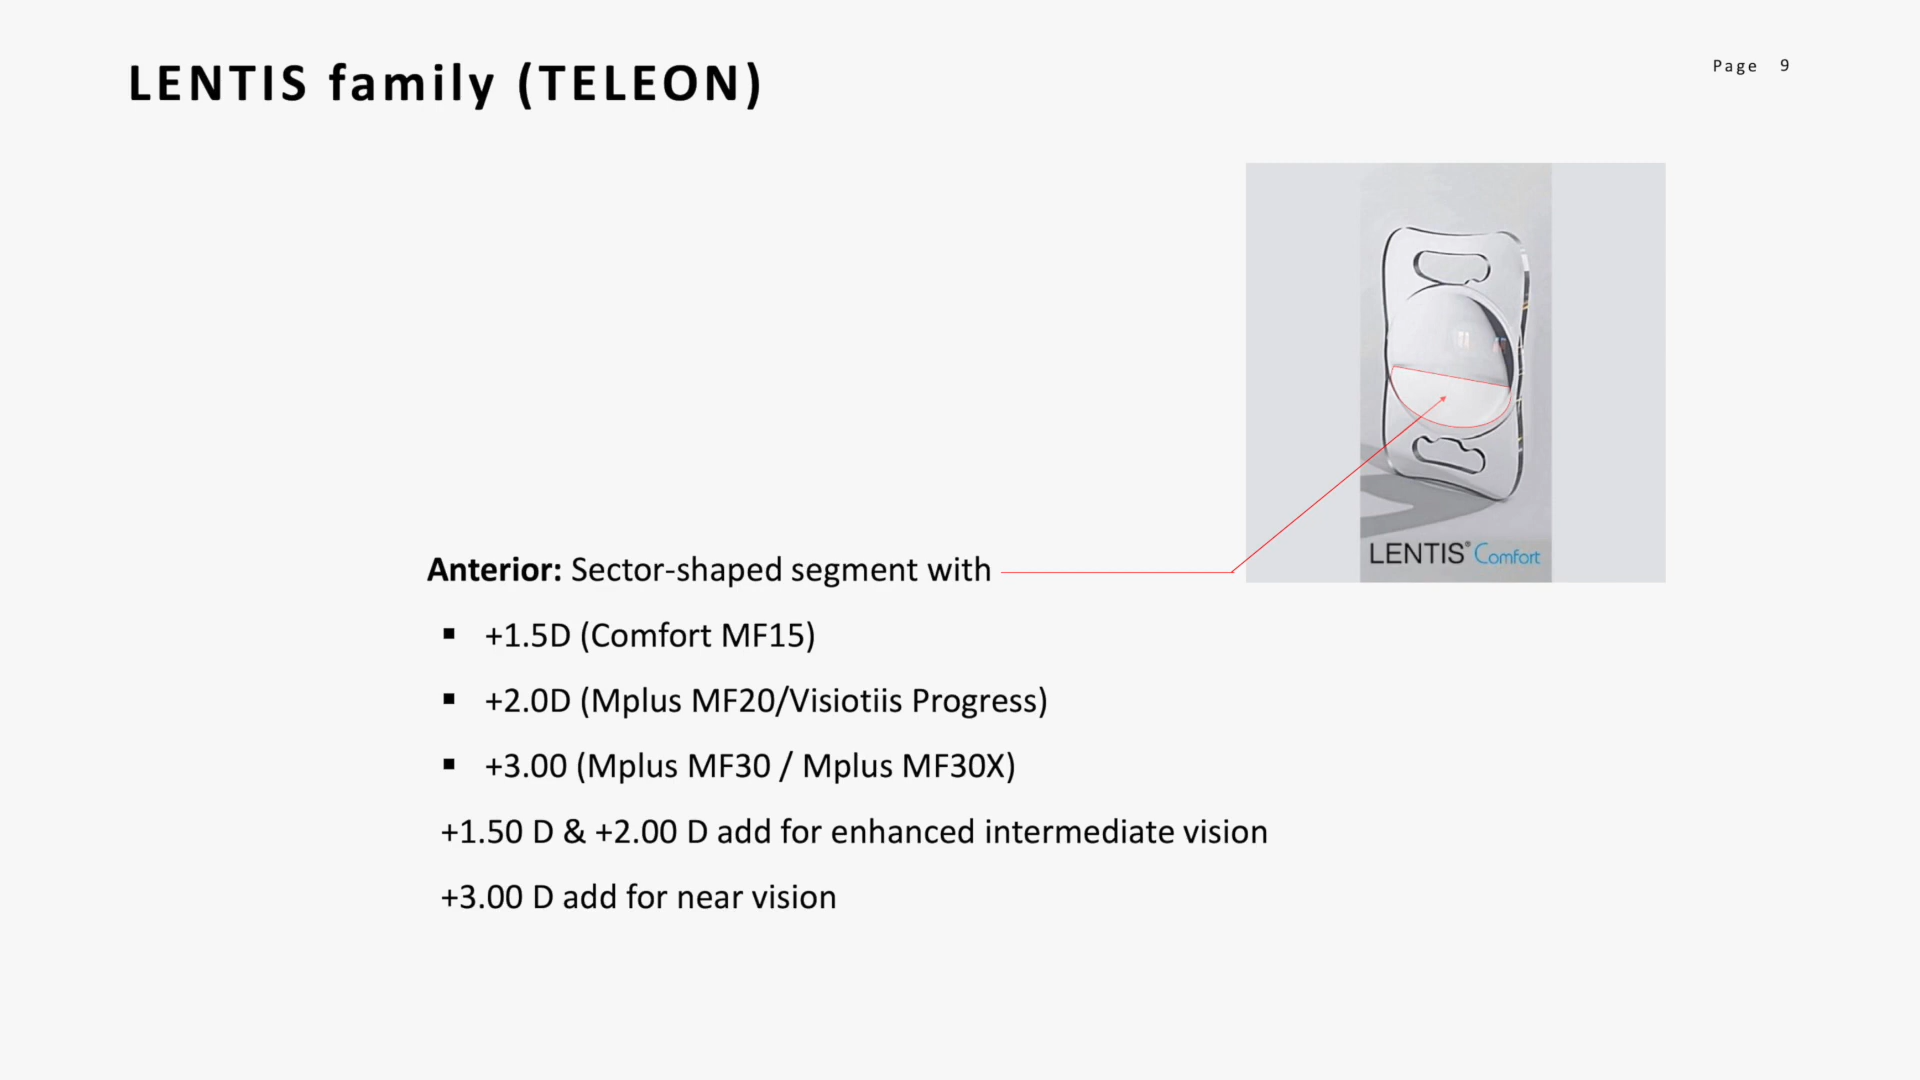 LENTIS family (TELEON)
Page 9
LENTIS® Comfort
Anterior: Sector-shaped segment with
▪ +1.5D (Comfort MF15)
▪ +2.0D (Mplus MF20/Visiotiis Progress)
▪ +3.00 (Mplus MF30 / Mplus MF30X)
+1.50 D & +2.00 D add for enhanced intermediate vision
+3.00 D add for near vision